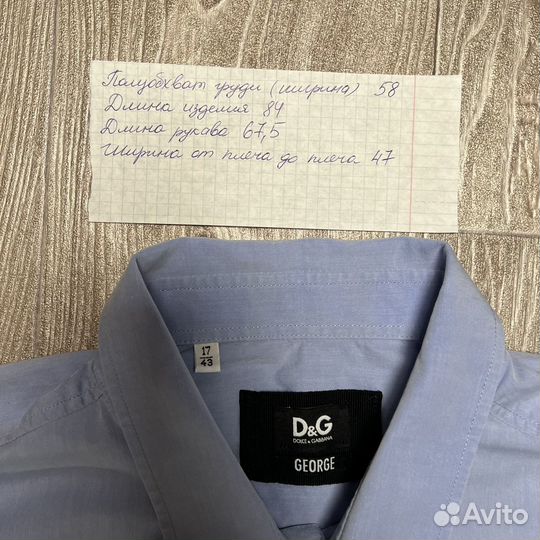 Полуобхват груди (ширина) 58
Длина изделия 84
Длина рукава 67,5
Ширина от плеча до плеча 47
17
43
D&G
DOLCE & GABBANA
GEORGE
Avito